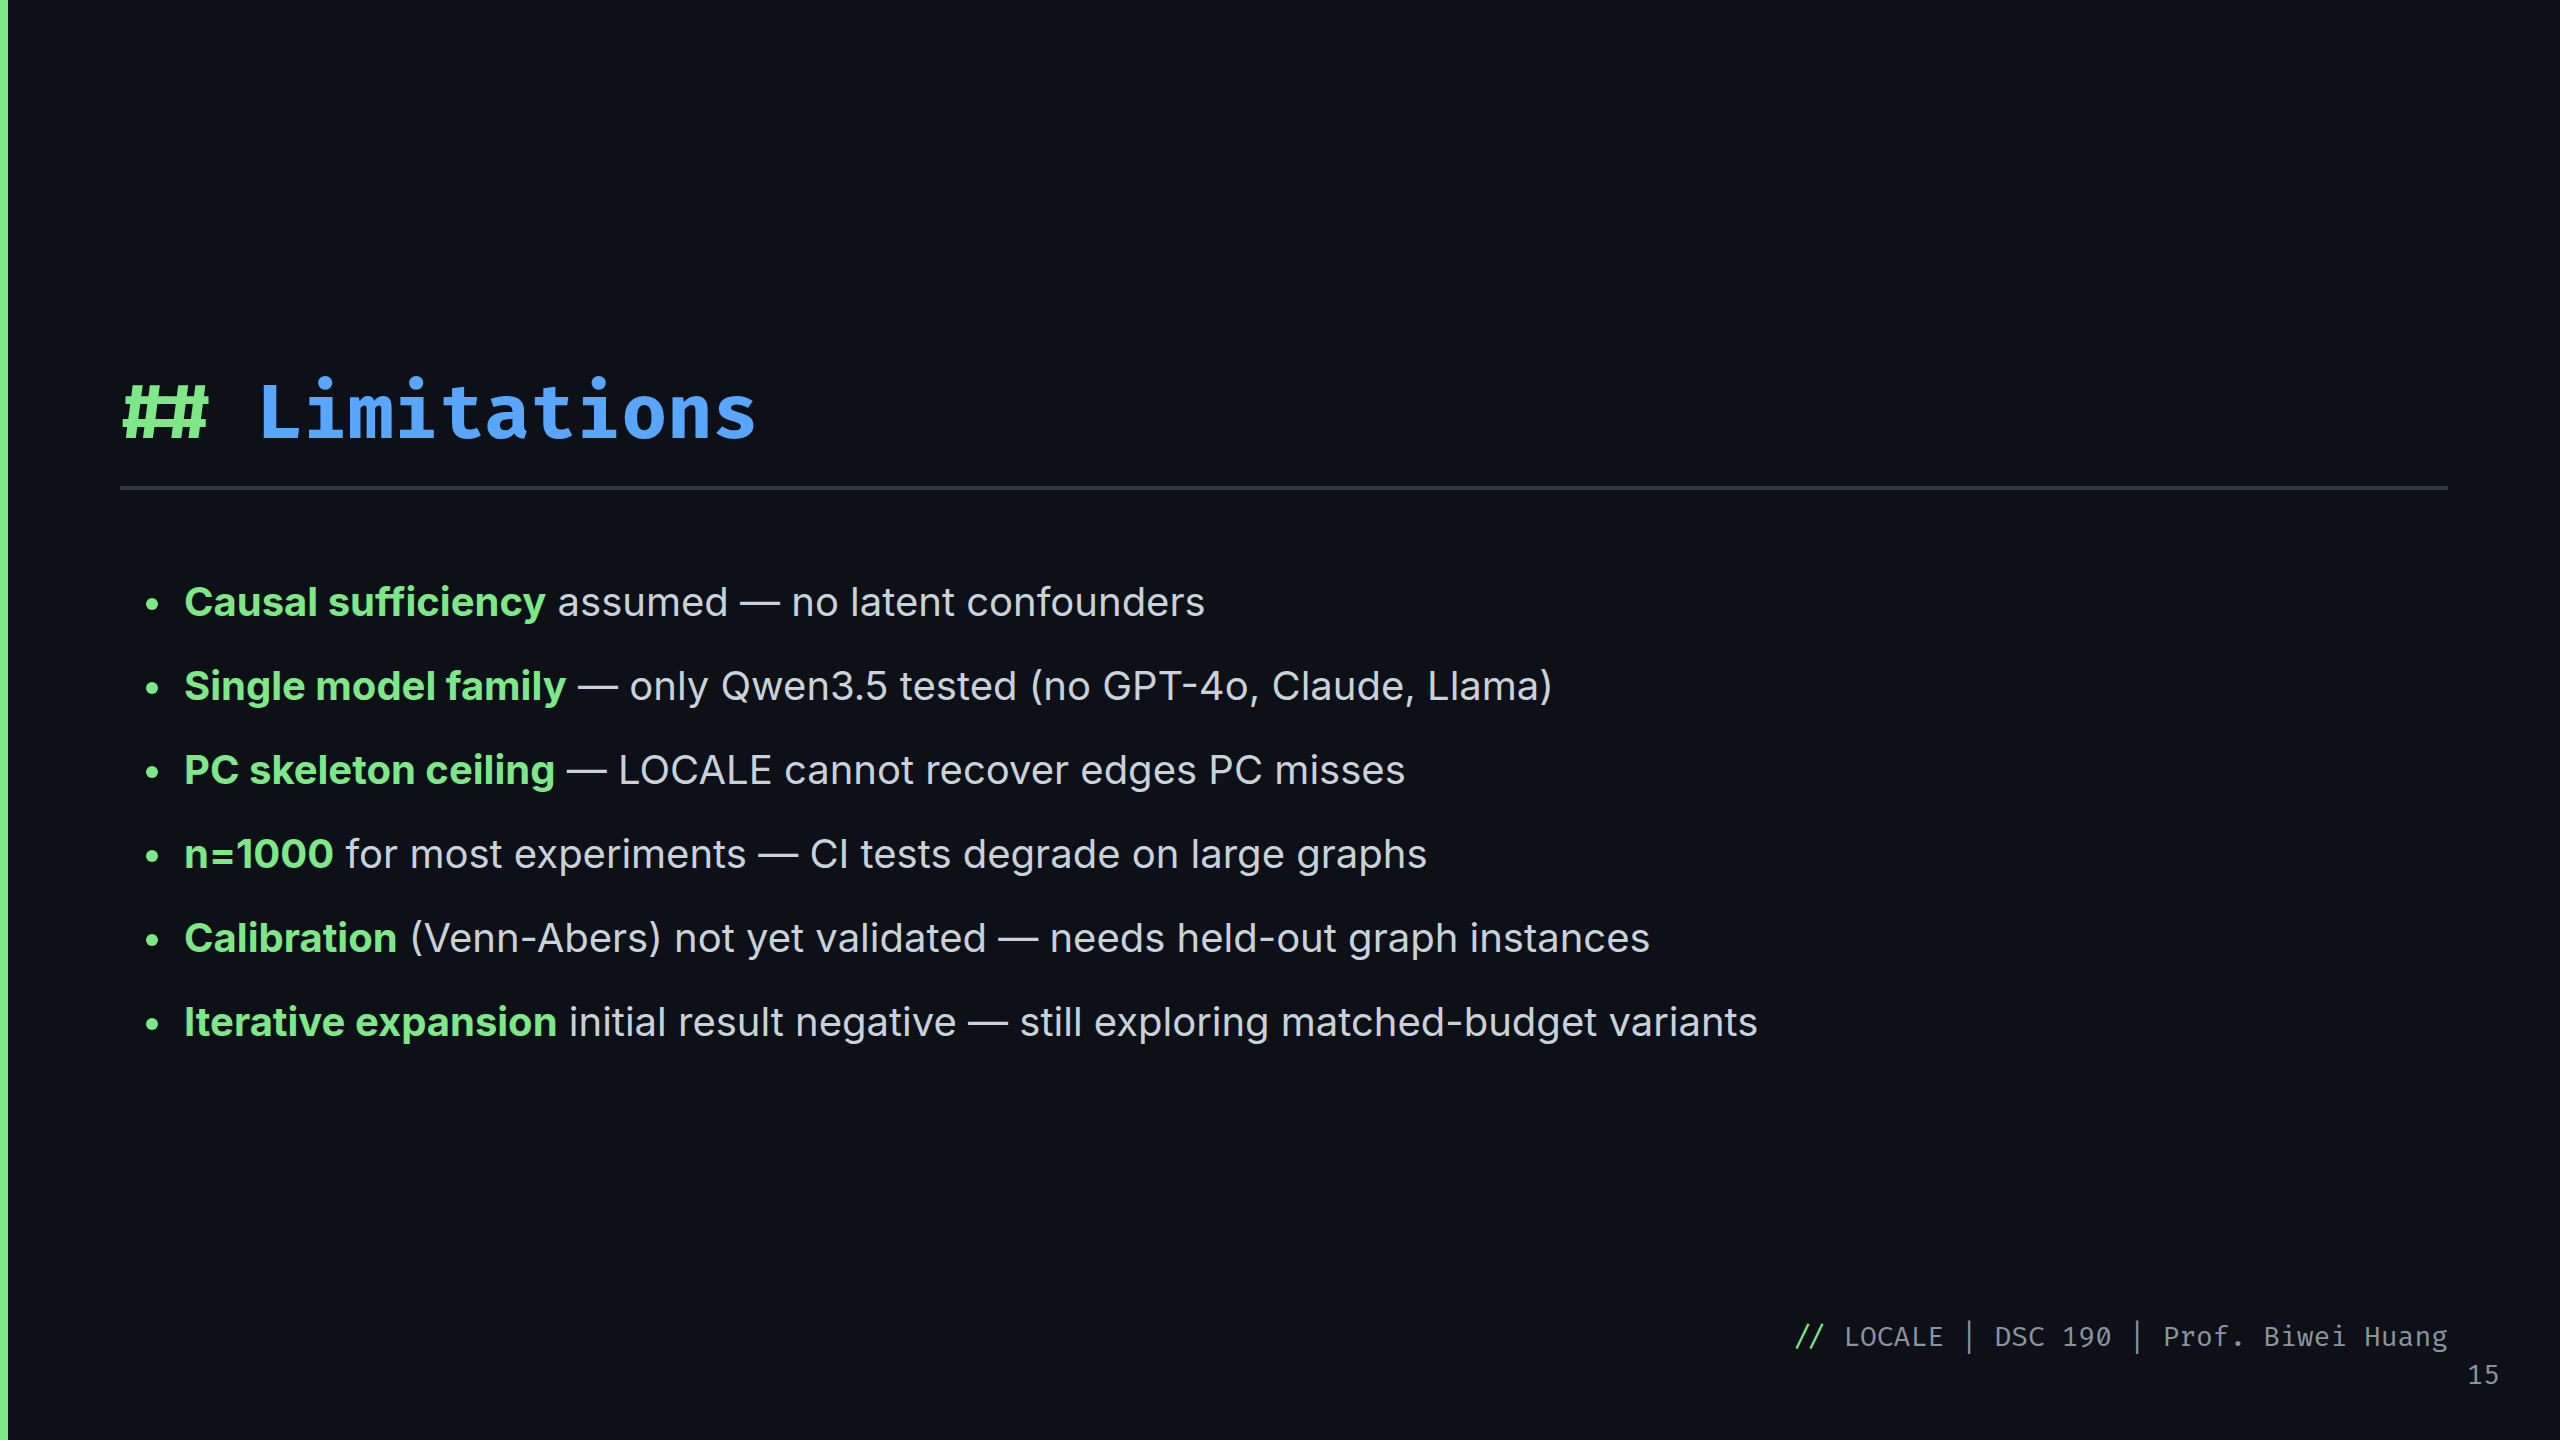 ## Limitations
• Causal sufficiency assumed — no latent confounders
• Single model family — only Qwen3.5 tested (no GPT-4o, Claude, Llama)
• PC skeleton ceiling — LOCALE cannot recover edges PC misses
• n=1000 for most experiments — CI tests degrade on large graphs
• Calibration (Venn-Abers) not yet validated — needs held-out graph instances
• Iterative expansion initial result negative — still exploring matched-budget variants
// LOCALE | DSC 190 | Prof. Biwei Huang
15